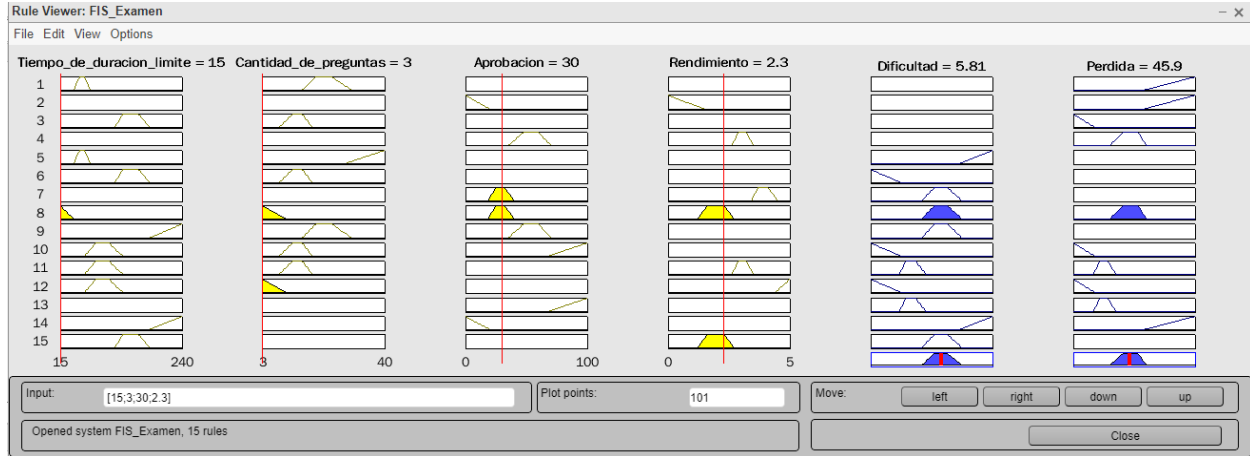 Rule Viewer: FIS_Examen
File Edit View Options
Tiempo_de_duracion_limite = 15 Cantidad_de_preguntas = 3 Aprobacion = 30 Rendimiento = 2.3 Dificultad = 5.81 Perdida = 45.9
1
2
3
4
5
6
7
8
9
10
11
12
13
14
15
15 240 3 40 0 100 0 5
Input: [15;3;30;2.3] Plot points: 101 Move: left right down up
Opened system FIS_Examen, 15 rules Close